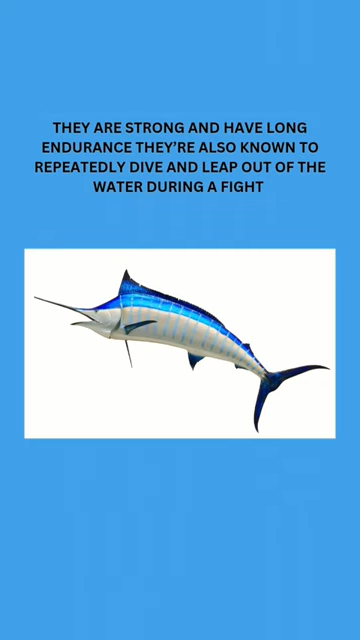 THEY ARE STRONG AND HAVE LONG
ENDURANCE THEY'RE ALSO KNOWN TO
REPEATEDLY DIVE AND LEAP OUT OF THE
WATER DURING A FIGHT